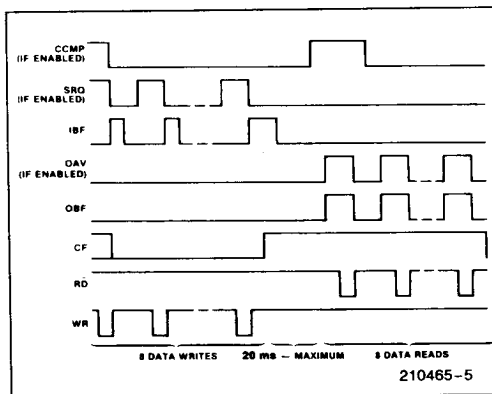 CCMP
(IF ENABLED)
SRQ
(IF ENABLED)
IBF
OAV
(IF ENABLED)
OBF
CF
RD
WR
8 DATA WRITES 20 ms — MAXIMUM 8 DATA READS
210465-5